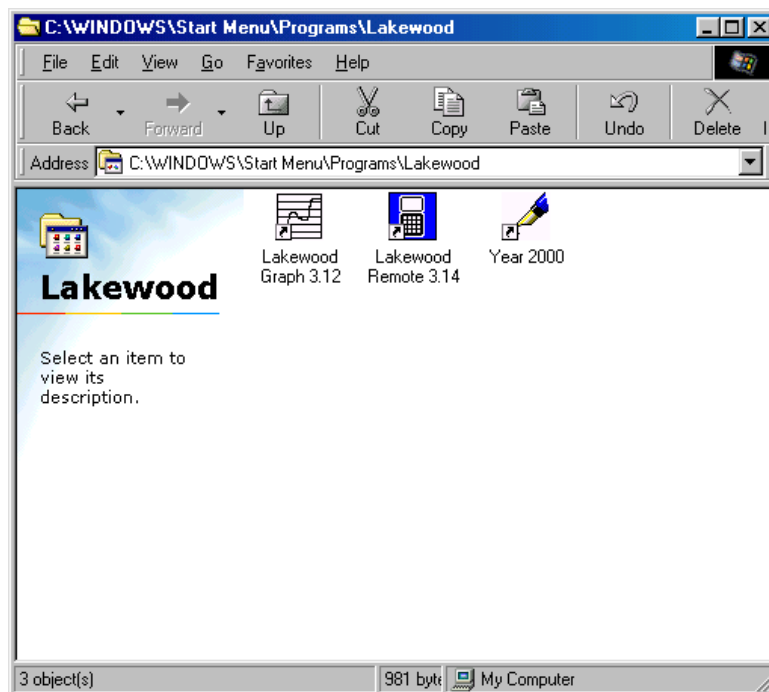 C:\WINDOWS\Start Menu\Programs\Lakewood
File Edit View Go Favorites Help
Back Forward Up Cut Copy Paste Undo Delete
Address C:\WINDOWS\Start Menu\Programs\Lakewood
Lakewood
Select an item to
view its
description.
Lakewood
Graph 3.12
Lakewood
Remote 3.14
Year 2000
3 object(s) 981 My Computer